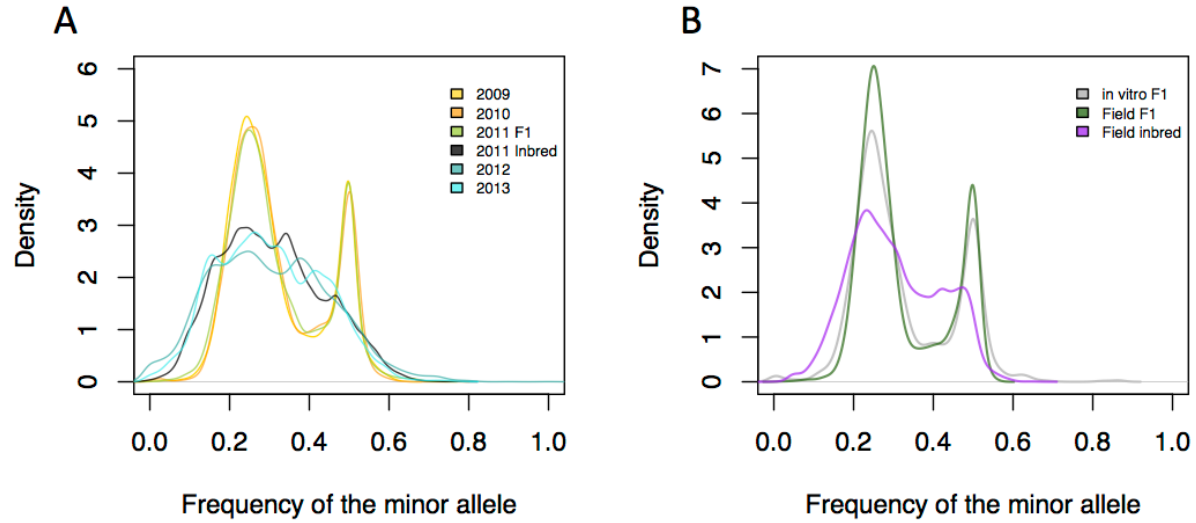 A
6
5
4
3
2
1
0
Density
2009
2010
2011 F1
2011 Inbred
2012
2013
0.0 0.2 0.4 0.6 0.8 1.0
Frequency of the minor allele
B
7
6
5
4
3
2
1
0
Density
in vitro F1
Field F1
Field inbred
0.0 0.2 0.4 0.6 0.8 1.0
Frequency of the minor allele